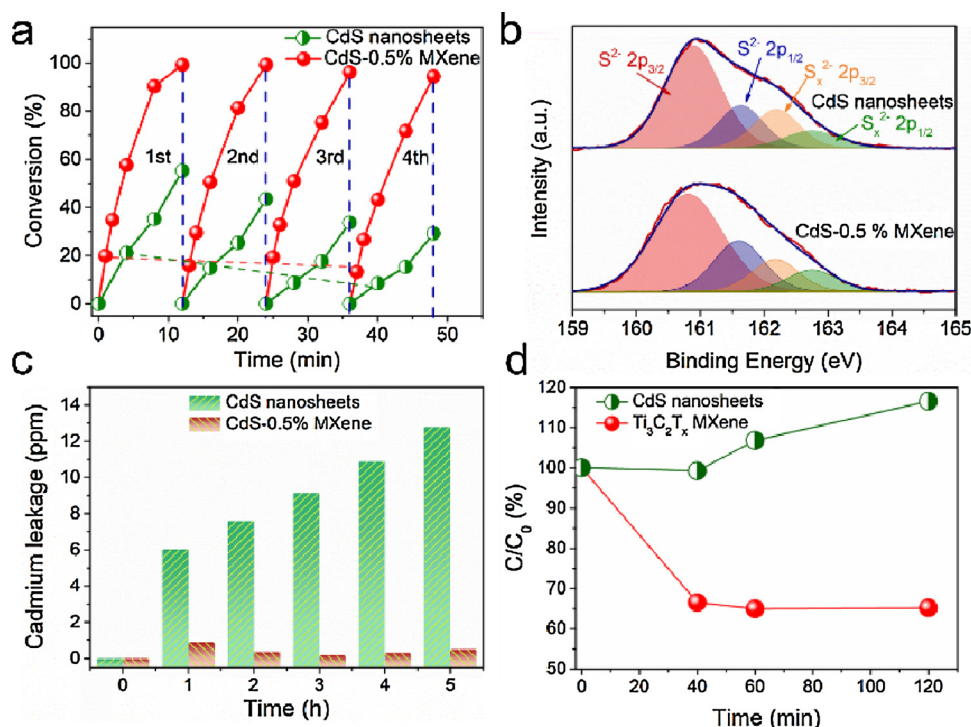 a
CdS nanosheets
CdS-0.5% MXene
100
80
60
40
20
0
1st
2nd
3rd
4th
0
10
20
30
40
50
Conversion (%)
Time (min)
b
S²⁻ 2p₃/₂
S²⁻ 2p₁/₂
Sₓ²⁻ 2p₃/₂
CdS nanosheets
Sₓ²⁻ 2p₁/₂
CdS-0.5 % MXene
Intensity (a.u.)
159
160
161
162
163
164
165
Binding Energy (eV)
c
CdS nanosheets
CdS-0.5% MXene
14
12
10
8
6
4
2
0
Cadmium leakage (ppm)
0
1
2
3
4
5
Time (h)
d
CdS nanosheets
Ti₃C₂Tₓ MXene
120
110
100
90
80
70
60
50
C/C₀ (%)
0
20
40
60
80
100
120
Time (min)